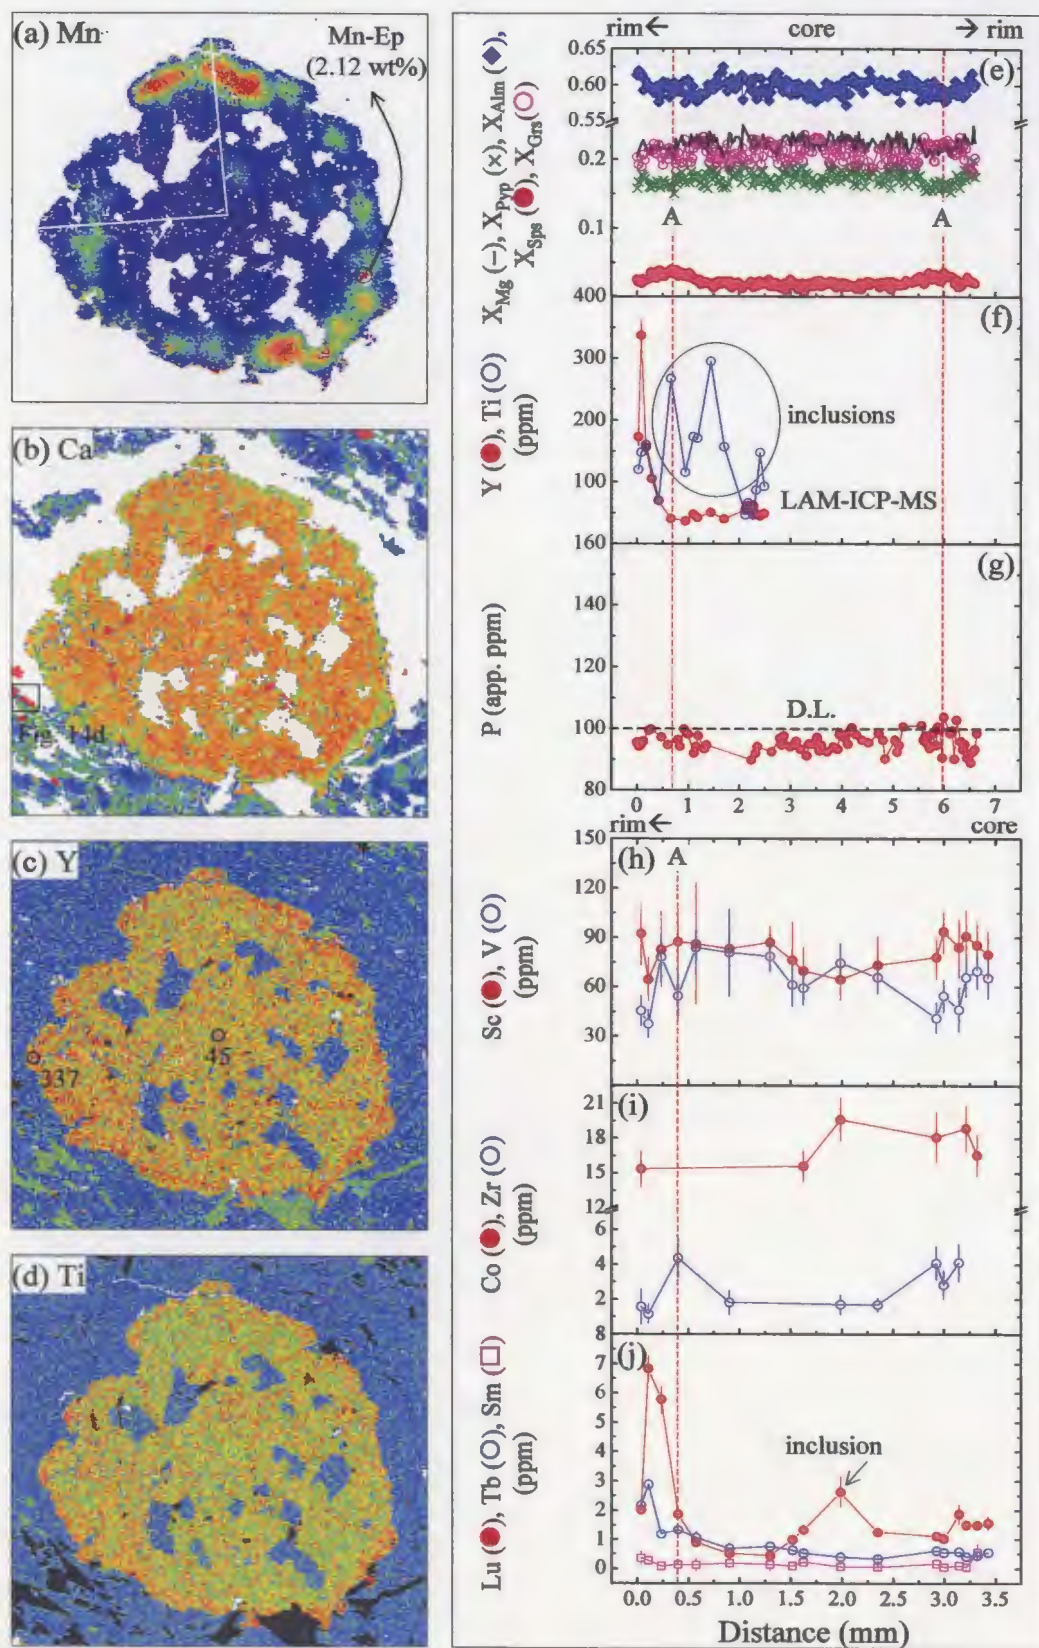 (a) Mn
Mn-Ep
(2.12 wt%)
(b) Ca
Fig. 14d
(c) Y
45
337
(d) Ti
rim ← core → rim
X_Mg (−), X_Pyp (×), X_Alm (◆),
X_Sps (●), X_Grs (○)
0.65
0.60
0.55
0.2
0.1
(e)
A A
Y (●), Ti (○)
(ppm)
400
300
200
100
(f)
inclusions
LAM-ICP-MS
P (app. ppm)
160
140
120
100
80
(g)
D.L.
0 1 2 3 4 5 6 7
rim ← core
Sc (●), V (○)
(ppm)
150
120
90
60
30
(h)
A
Co (●), Zr (○)
(ppm)
21
18
15
12
6
4
2
(i)
Lu (●), Tb (○), Sm (□)
(ppm)
8
7
6
5
4
3
2
1
0
(j)
inclusion
0.0 0.5 1.0 1.5 2.0 2.5 3.0 3.5
Distance (mm)